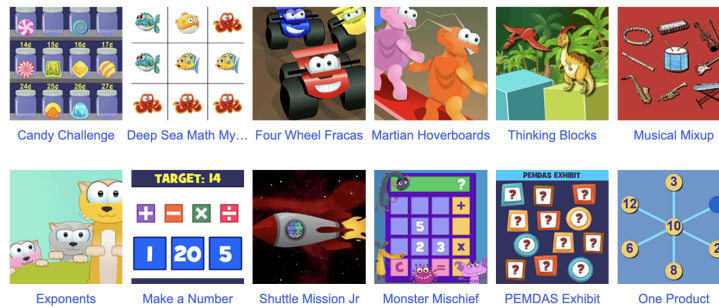 14¢ 15¢ 16¢ 17¢
24¢ 25¢ 26¢ 27¢
Candy Challenge
Deep Sea Math My...
Four Wheel Fracas
Martian Hoverboards
Thinking Blocks
Musical Mixup
Exponents
TARGET: 14
+ − × ÷
1 20 5
Make a Number
Shuttle Mission Jr
?
+
5
2 3 x
C =
Monster Mischief
PEMDAS EXHIBIT
? ? ?
? ? ?
? ? ?
? ? ?
PEMDAS Exhibit
3
12
10
6 2
8
One Product